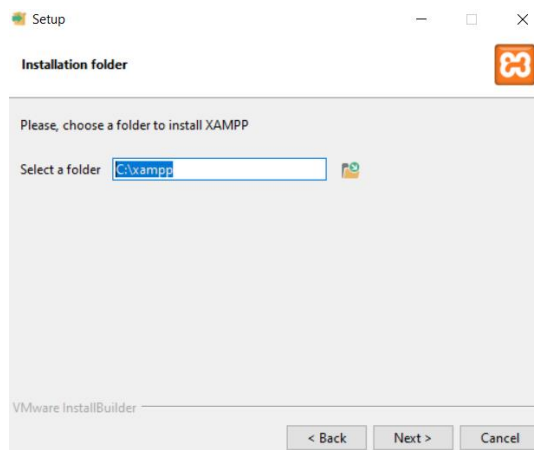 Setup
Installation folder
Please, choose a folder to install XAMPP
Select a folder C:\xampp
VMware InstallBuilder
< Back Next > Cancel